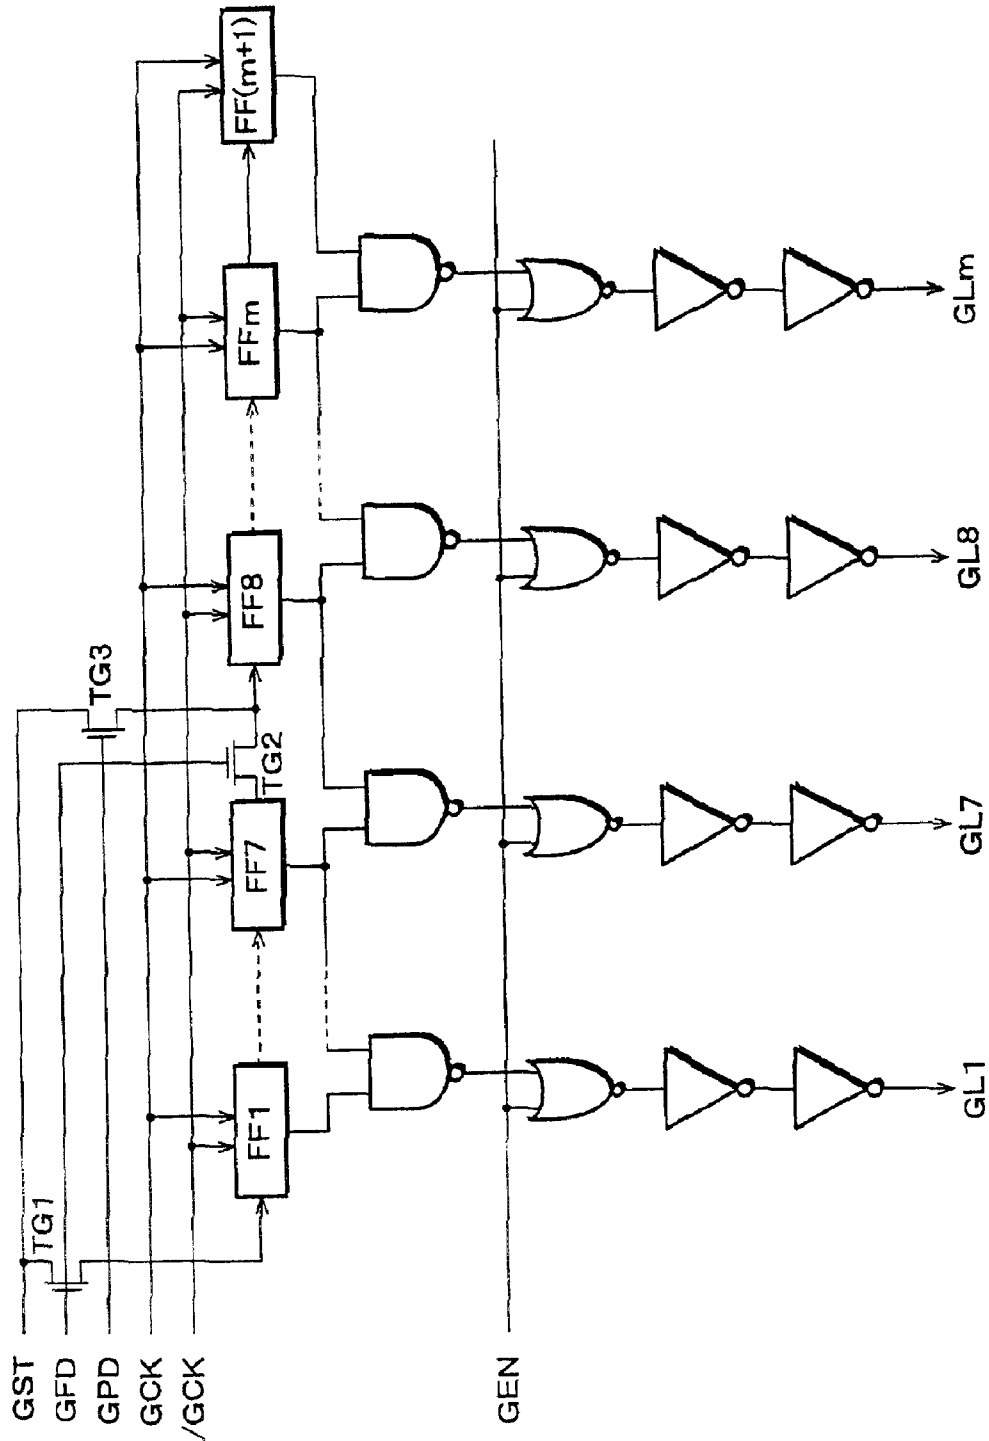 GST
GFD
GPD
GCK
/GCK
GEN
TG1
TG2
TG3
FF1
FF7
FF8
FFm
FF(m+1)
GL1
GL7
GL8
GLm